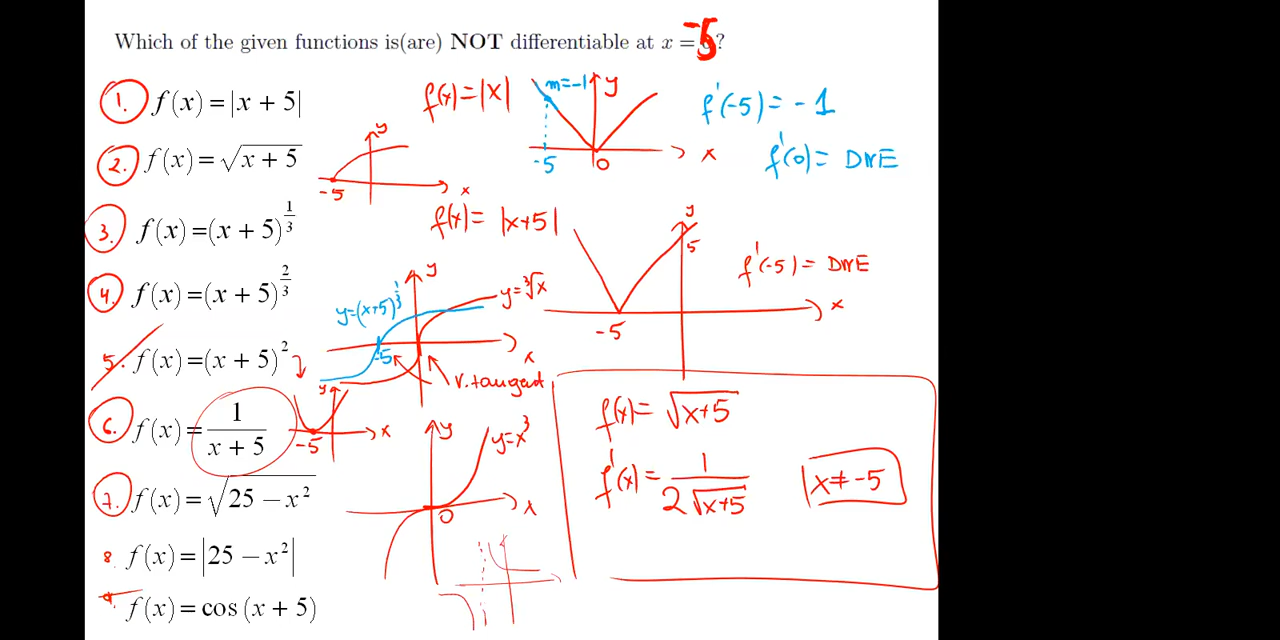 Which of the given functions is(are) NOT differentiable at x = -5?
1. f(x) = |x + 5|
f(x) = |x|
m = -1
y
f'(-5) = -1
-5
0
x
f'(0) = DNE
2. f(x) = √(x + 5)
y
-5
x
3. f(x) = (x + 5)^(1/3)
f(x) = |x+5|
y
5
f'(-5) = DNE
-5
x
4. f(x) = (x + 5)^(2/3)
y
y = (x+5)^(1/3)
y = ∛x
-5
x
v. tangent
5. f(x) = (x + 5)^2
y
-5
x
6. f(x) = 1/(x + 5)
y
y = x^3
0
x
f(x) = √(x+5)
f'(x) = 1/(2√(x+5))
x ≠ -5
7. f(x) = √(25 − x^2)
8. f(x) = |25 − x^2|
9. f(x) = cos (x + 5)